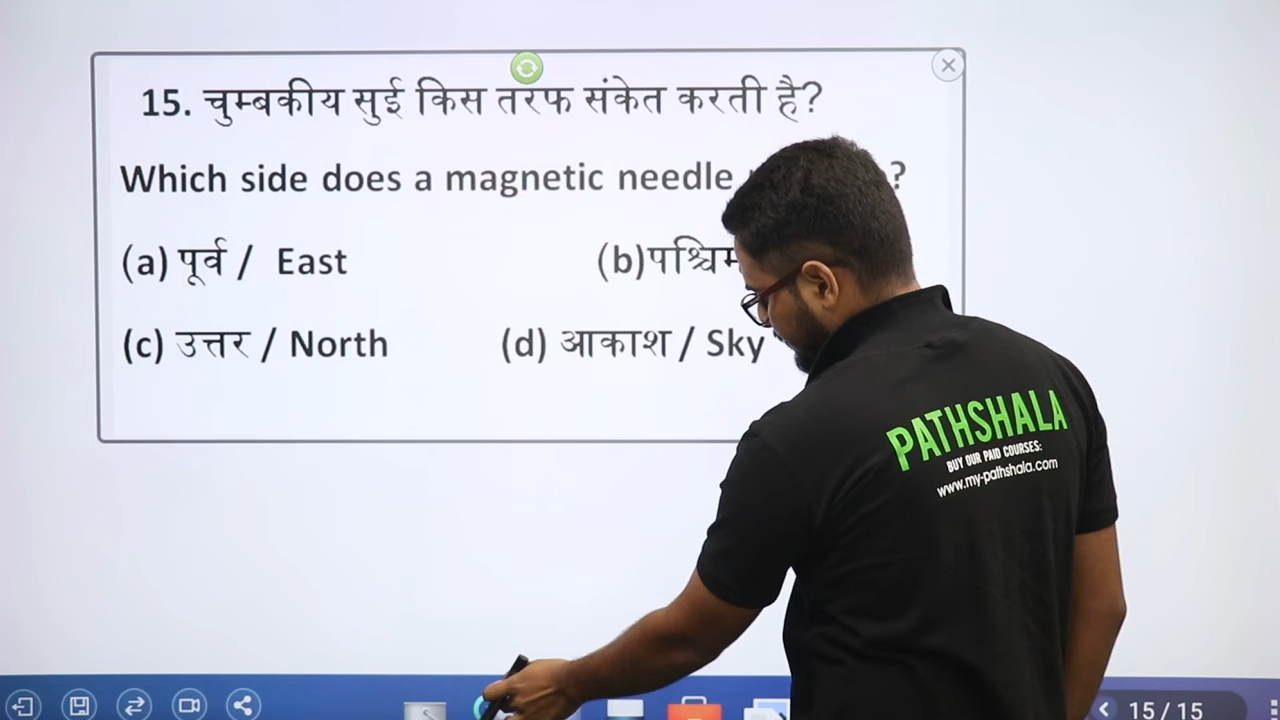 15. चुम्बकीय सुई किस तरफ संकेत करती है?
Which side does a magnetic needle ?
(a) पूर्व / East (b) पश्चिम
(c) उत्तर / North (d) आकाश / Sky
PATHSHALA
BUY OUR PAID COURSES:
www.my-pathshala.com
15 / 15